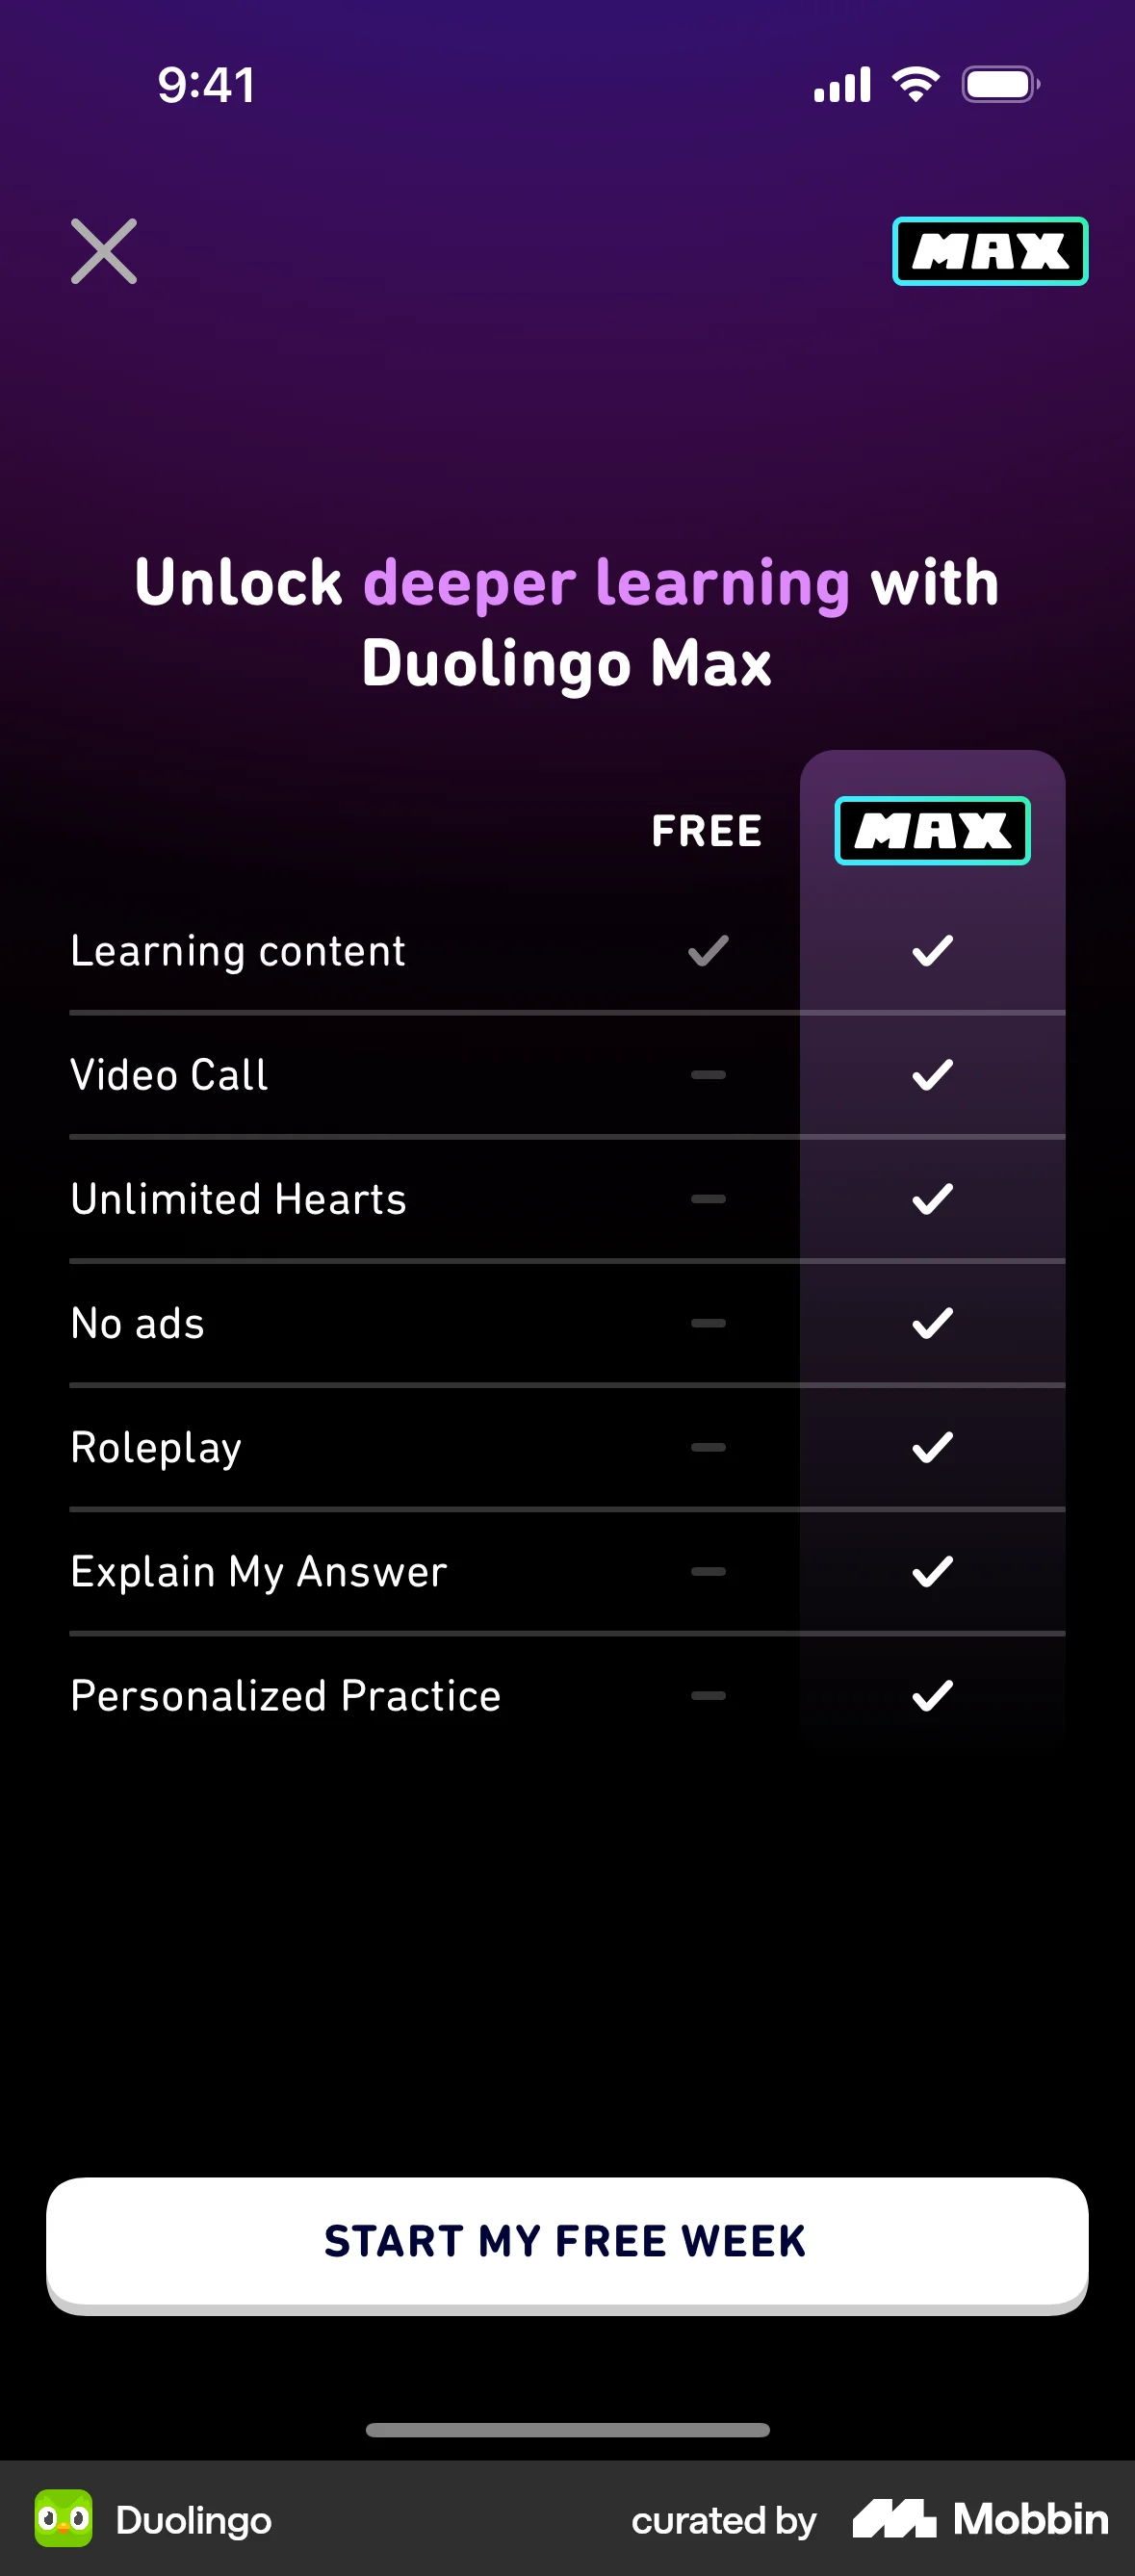 9:41
MAX
Unlock deeper learning with
Duolingo Max
FREE MAX
Learning content
Video Call
Unlimited Hearts
No ads
Roleplay
Explain My Answer
Personalized Practice
START MY FREE WEEK
Duolingo curated by Mobbin